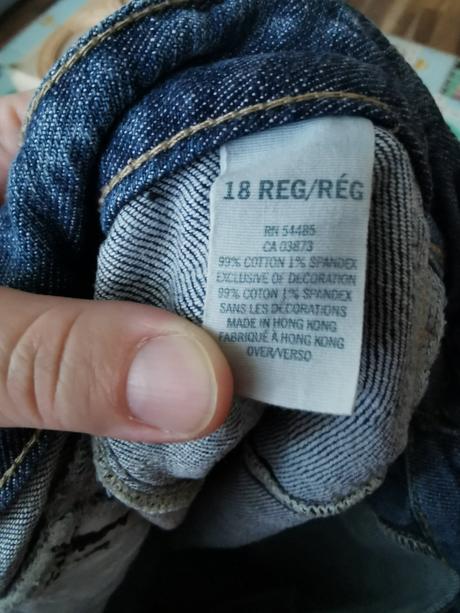 18 REG/RÉG
RN 54485
CA 03873
99% COTTON 1% SPANDEX
EXCLUSIVE OF DECORATION
99% COTON 1% SPANDEX
SANS LES DÉCORATIONS
MADE IN HONG KONG
FABRIQUÉ À HONG KONG
OVER/VERSO